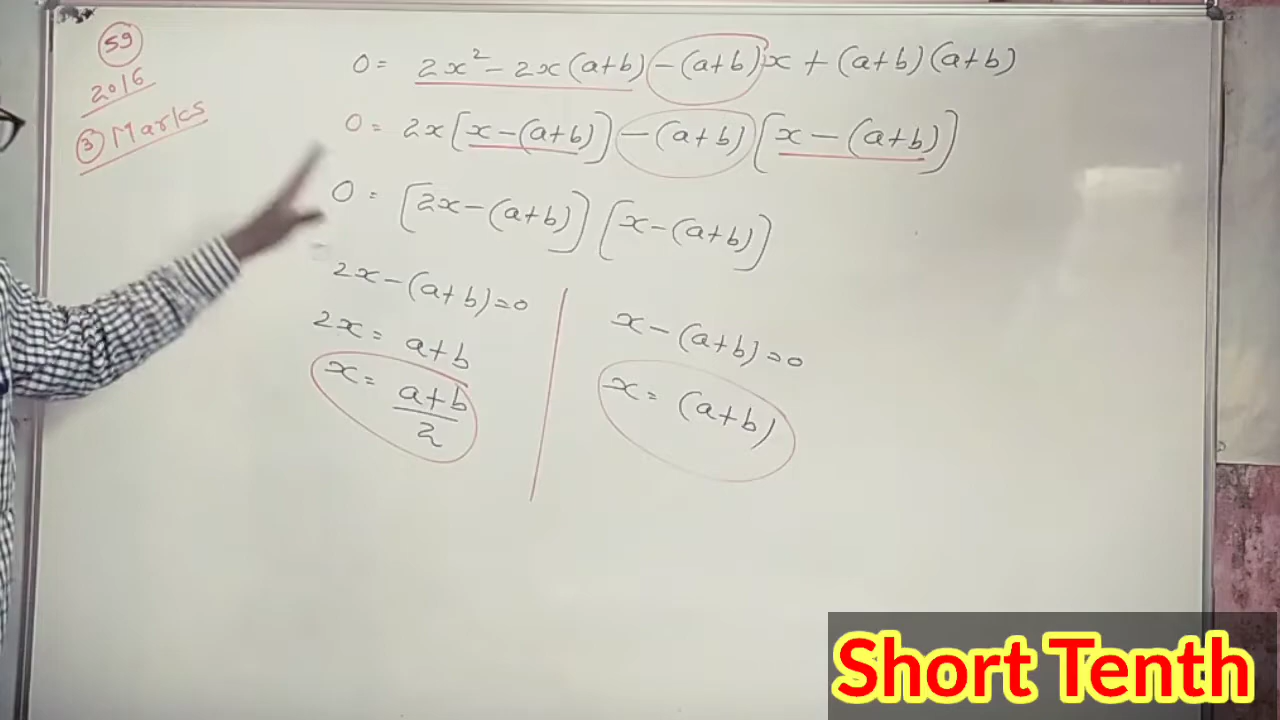 59
2016
3 Marks
0 = 2x² - 2x(a+b) - (a+b)x + (a+b)(a+b)
0 = 2x[x-(a+b)] - (a+b)[x-(a+b)]
0 = [2x-(a+b)][x-(a+b)]
2x-(a+b)=0
2x = a+b
x = a+b/2
x-(a+b)=0
x = (a+b)
Short Tenth